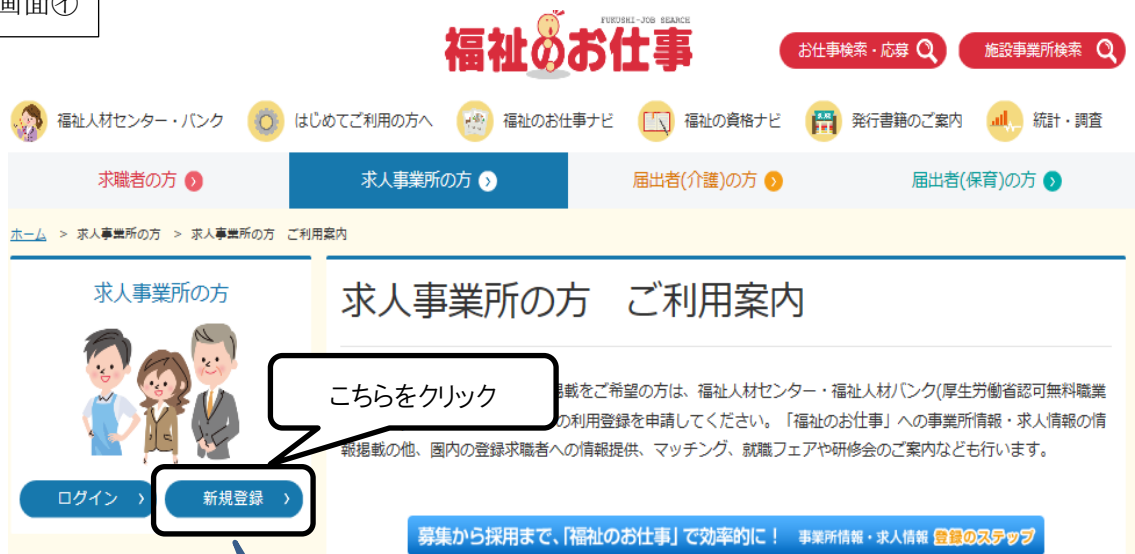 画面①
FUKUSHI-JOB SEARCH
福祉のお仕事
お仕事検索・応募
施設事業所検索
福祉人材センター・バンク
はじめてご利用の方へ
福祉のお仕事ナビ
福祉の資格ナビ
発行書籍のご案内
統計・調査
求職者の方
求人事業所の方
届出者(介護)の方
届出者(保育)の方
ホーム > 求人事業所の方 > 求人事業所の方 ご利用案内
求人事業所の方
ログイン
新規登録
こちらをクリック
求人事業所の方 ご利用案内
掲載をご希望の方は、福祉人材センター・福祉人材バンク(厚生労働省認可無料職業
の利用登録を申請してください。「福祉のお仕事」への事業所情報・求人情報の情
報掲載の他、圏内の登録求職者への情報提供、マッチング、就職フェアや研修会のご案内なども行います。
募集から採用まで、「福祉のお仕事」で効率的に! 事業所情報・求人情報 登録のステップ